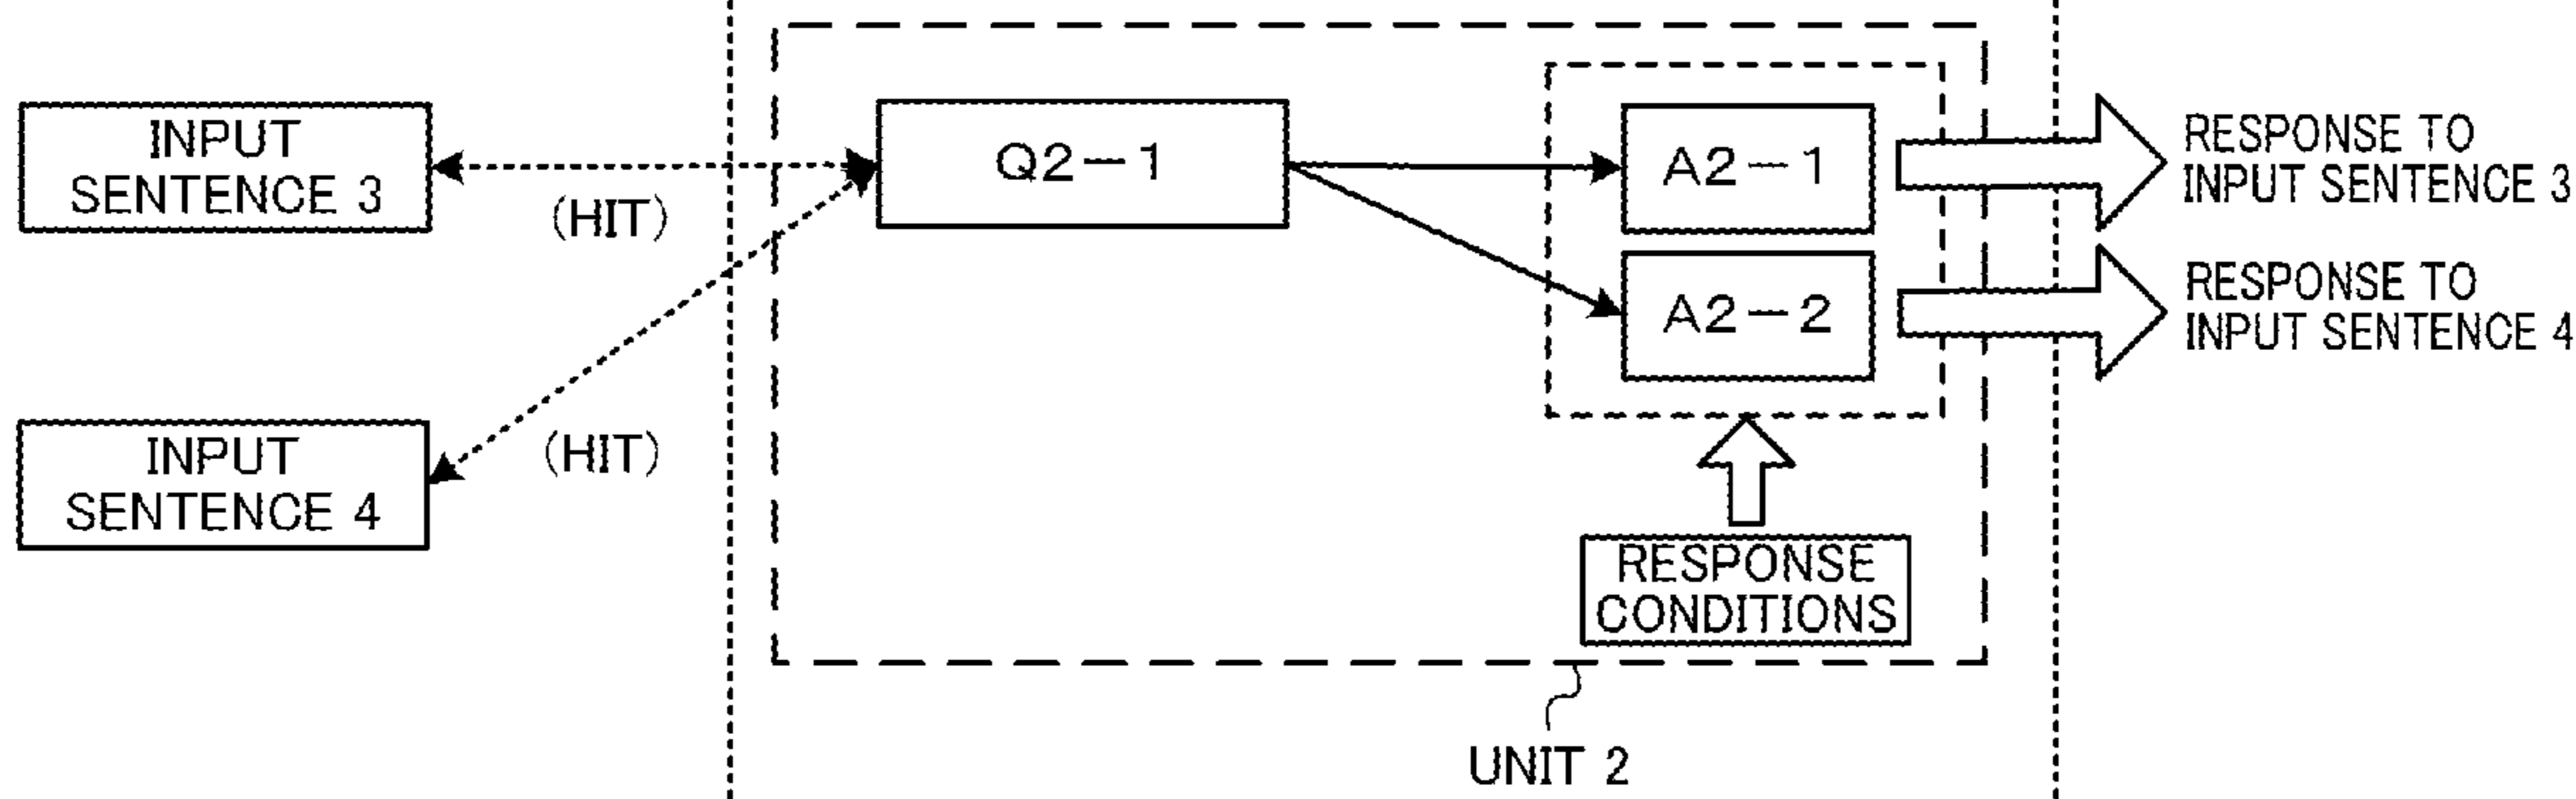 INPUT
SENTENCE 3
(HIT)
Q2-1
A2-1
RESPONSE TO
INPUT SENTENCE 3
A2-2
RESPONSE TO
INPUT SENTENCE 4
INPUT
SENTENCE 4
(HIT)
RESPONSE
CONDITIONS
UNIT 2